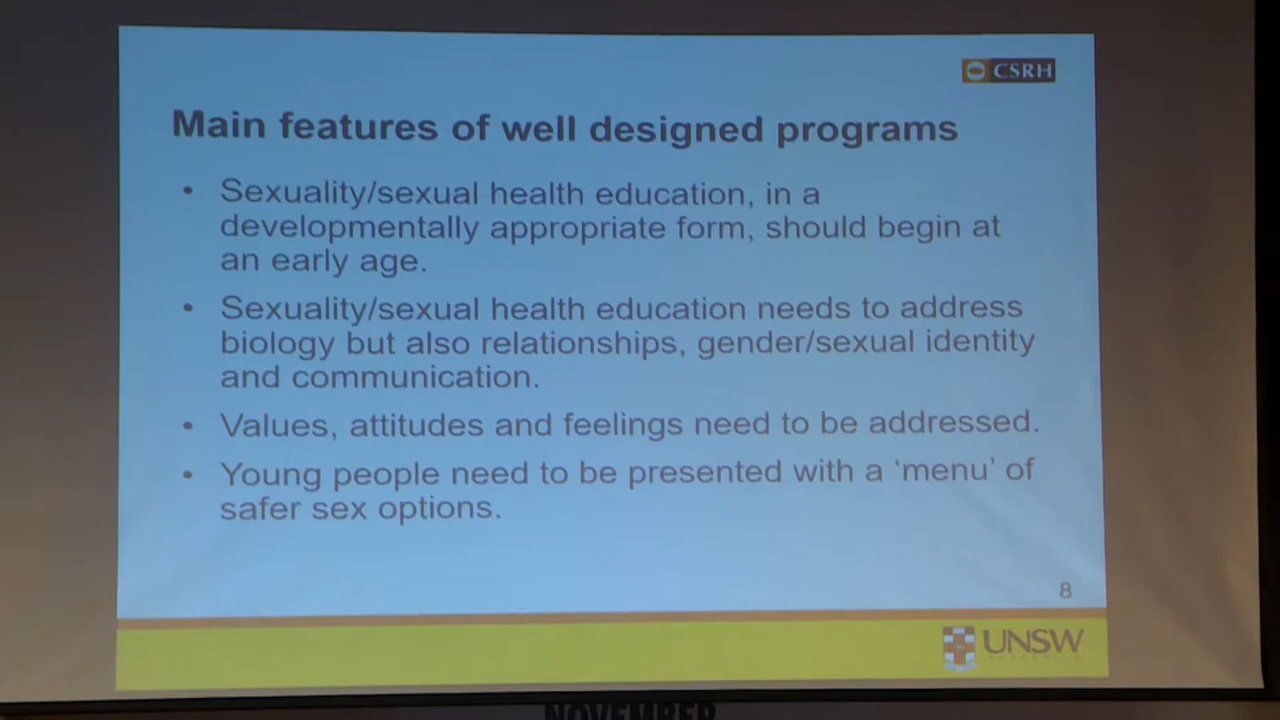 CSRH
Main features of well designed programs
• Sexuality/sexual health education, in a
developmentally appropriate form, should begin at
an early age.
• Sexuality/sexual health education needs to address
biology but also relationships, gender/sexual identity
and communication.
• Values, attitudes and feelings need to be addressed.
• Young people need to be presented with a ‘menu’ of
safer sex options.
8
UNSW
NOVEMBER